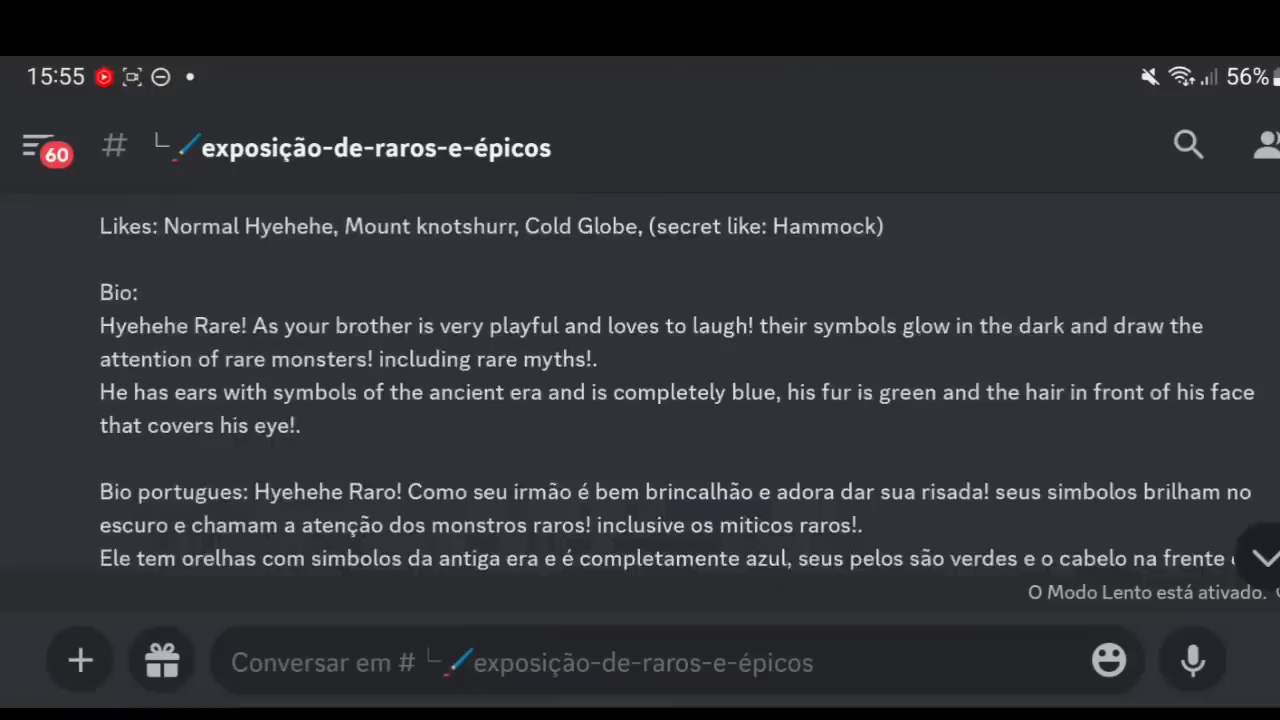 15:55
56%
60
# exposição-de-raros-e-épicos
Likes: Normal Hyehehe, Mount knotshurr, Cold Globe, (secret like: Hammock)
Bio:
Hyehehe Rare! As your brother is very playful and loves to laugh! their symbols glow in the dark and draw the
attention of rare monsters! including rare myths!.
He has ears with symbols of the ancient era and is completely blue, his fur is green and the hair in front of his face
that covers his eye!.
Bio portugues: Hyehehe Raro! Como seu irmão é bem brincalhão e adora dar sua risada! seus simbolos brilham no
escuro e chamam a atenção dos monstros raros! inclusive os miticos raros!.
Ele tem orelhas com simbolos da antiga era e é completamente azul, seus pelos são verdes e o cabelo na frente
O Modo Lento está ativado.
Conversar em # exposição-de-raros-e-épicos